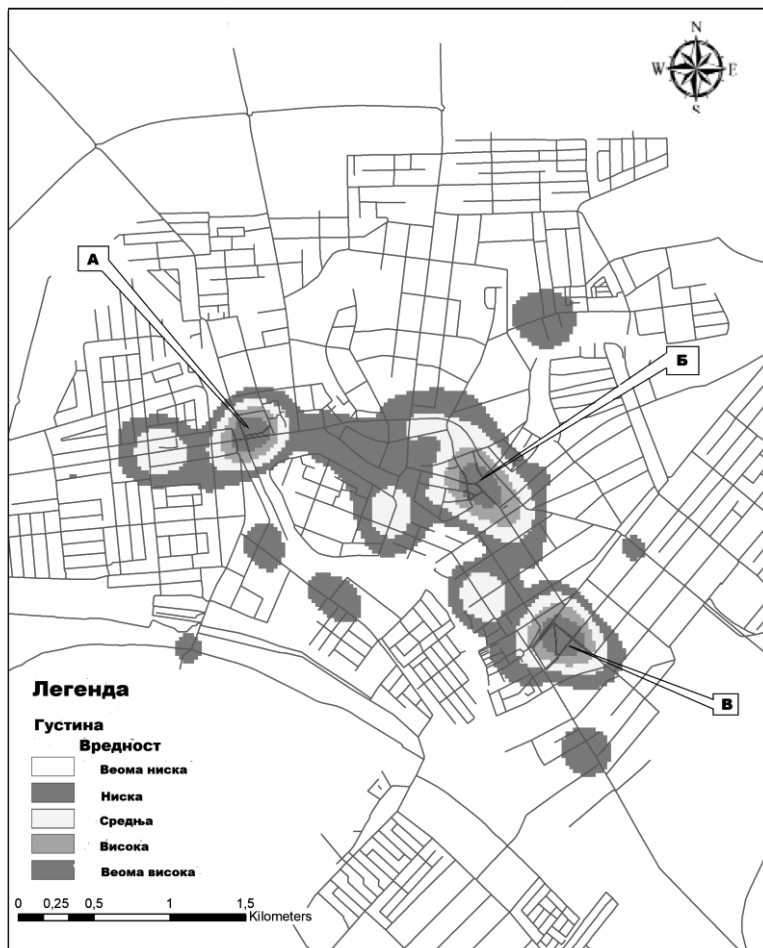 N
W E
S
А
Б
В
Легенда
Густина
Вредност
Веома ниска
Ниска
Средња
Висока
Веома висока
0 0,25 0,5 1 1,5
Kilometers